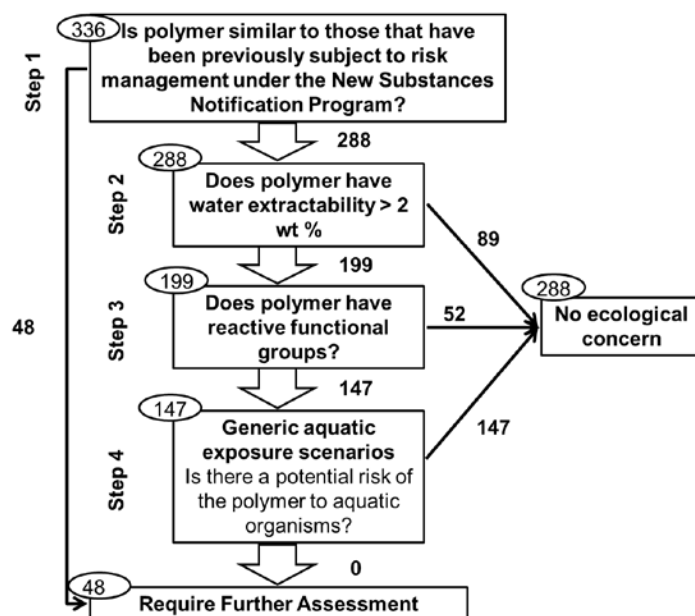 336
Is polymer similar to those that have
been previously subject to risk
management under the New Substances
Notification Program?
Step 1
288
288
Does polymer have
water extractability > 2
wt %
Step 2
89
199
199
Does polymer have
reactive functional
groups?
Step 3
52
288
No ecological
concern
48
147
147
Generic aquatic
exposure scenarios
Is there a potential risk of
the polymer to aquatic
organisms?
Step 4
147
0
48
Require Further Assessment